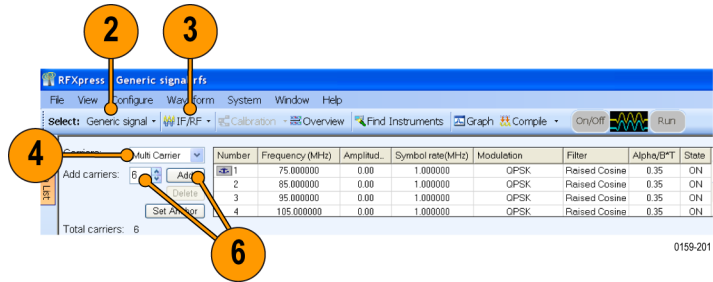 2
3
RFXpress Generic signal.rfs
File View Configure Waveform System Window Help
Select: Generic signal IF/RF Calibration Overview Find Instruments Graph Compile On/Off Run
4
Carriers: Multi Carrier
Number Frequency (MHz) Amplitud... Symbol rate(MHz) Modulation Filter Alpha/B*T State
Add carriers: 6 Add
1 75.000000 0.00 1.000000 QPSK Raised Cosine 0.35 ON
Delete
2 85.000000 0.00 1.000000 QPSK Raised Cosine 0.35 ON
List
3 95.000000 0.00 1.000000 QPSK Raised Cosine 0.35 ON
Set Anchor
4 105.000000 0.00 1.000000 QPSK Raised Cosine 0.35 ON
Total carriers: 6
6
0159-201